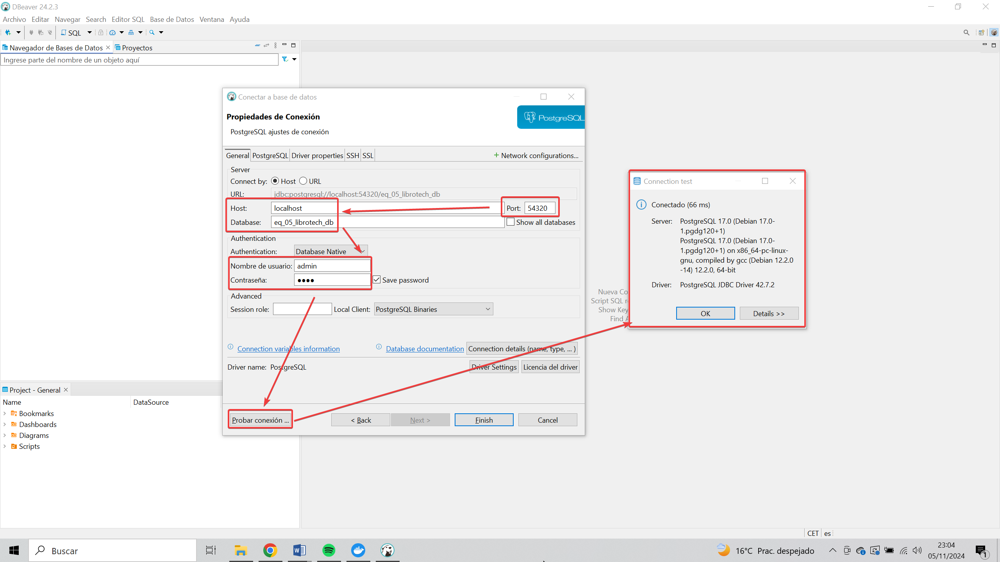 DBeaver 24.2.3
Archivo Editar Navegar Search Editor SQL Base de Datos Ventana Ayuda
SQL
Navegador de Bases de Datos Proyectos
Ingrese parte del nombre de un objeto aquí
Conectar a base de datos
Propiedades de Conexión
PostgreSQL ajustes de conexión
PostgreSQL
General PostgreSQL Driver properties SSH SSL + Network configurations...
Server
Connect by: Host URL
URL: jdbc:postgresql://localhost:54320/eq_05_librotech_db
Host: localhost Port: 54320
Database: eq_05_librotech_db Show all databases
Authentication
Authentication: Database Native
Nombre de usuario: admin
Contraseña: ●●●● Save password
Advanced
Session role: Local Client: PostgreSQL Binaries
Connection variables information Database documentation Connection details (name, type, ... )
Driver name: PostgreSQL Driver Settings Licencia del driver
Probar conexión ... < Back Next > Finish Cancel
Connection test
Conectado (66 ms)
Server: PostgreSQL 17.0 (Debian 17.0-
1.pgdg120+1)
PostgreSQL 17.0 (Debian 17.0-
1.pgdg120+1) on x86_64-pc-linux-
gnu, compiled by gcc (Debian 12.2.0
-14) 12.2.0, 64-bit
Driver: PostgreSQL JDBC Driver 42.7.2
OK Details >>
Nueva Co
Script SQL r
Show Key
Find A
Project - General
Name DataSource
Bookmarks
Dashboards
Diagrams
Scripts
CET es
Buscar
16°C Prac. despejado
23:04
05/11/2024
1